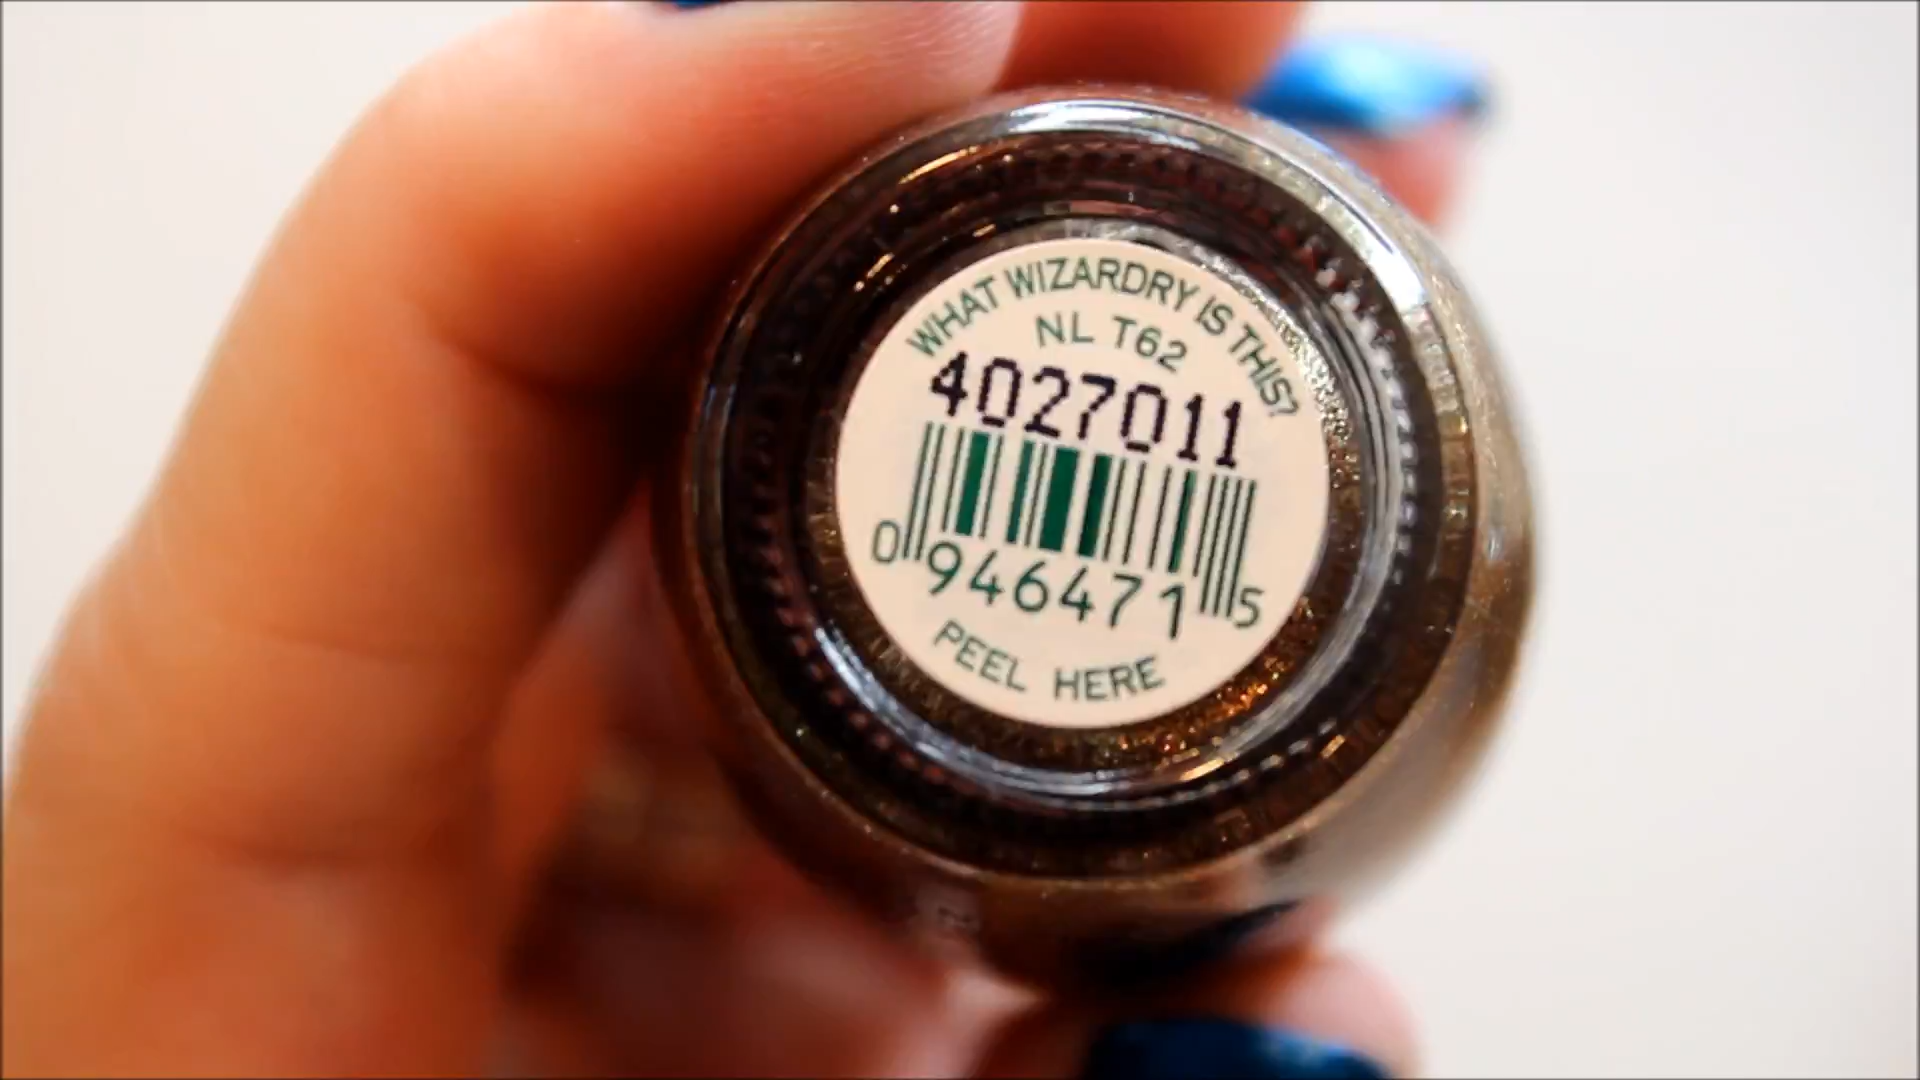 WHAT WIZARDRY IS THIS?
NL T62
4027011
0 946471 5
PEEL HERE